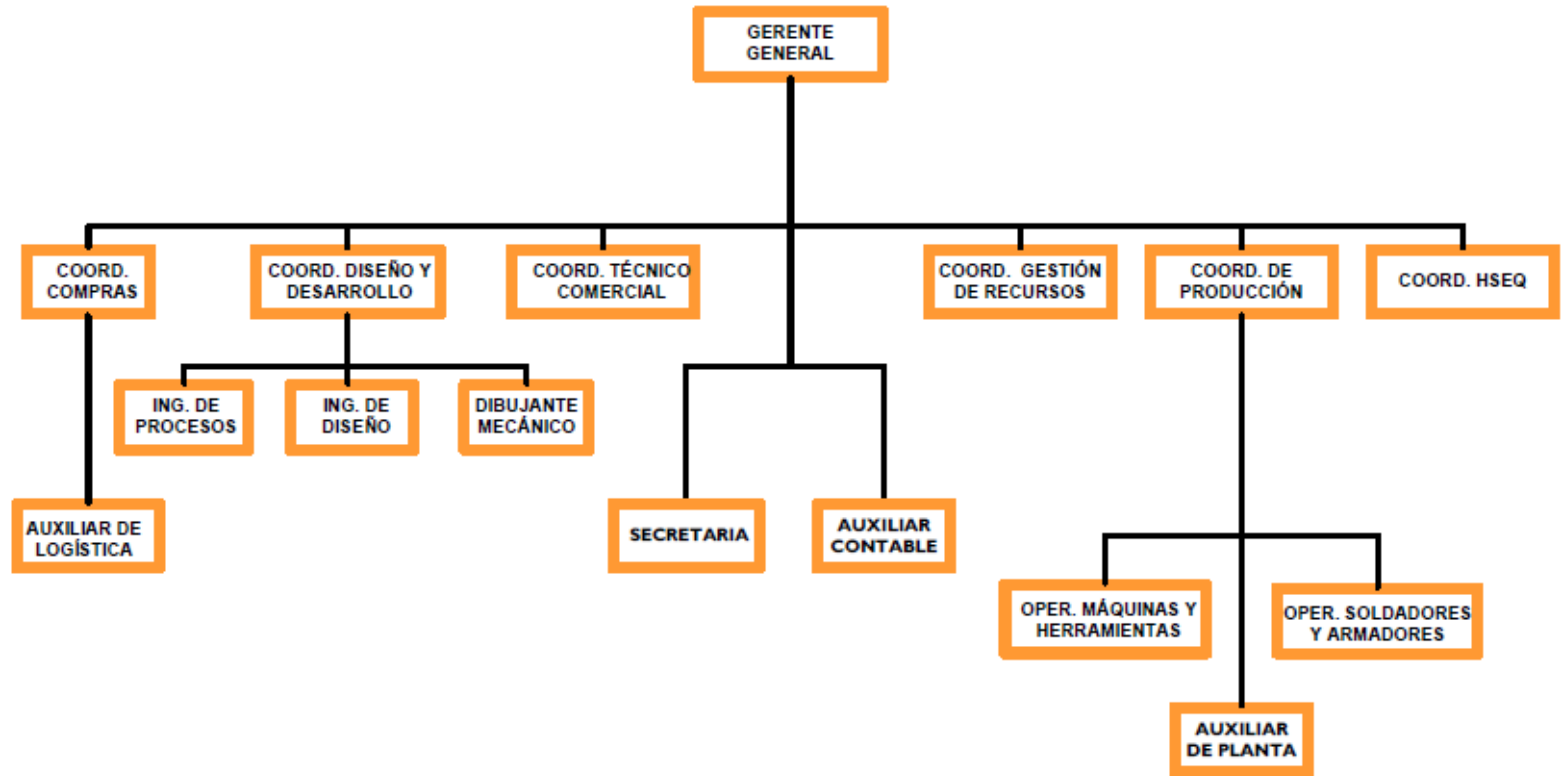 GERENTE
GENERAL
COORD.
COMPRAS
COORD. DISEÑO Y
DESARROLLO
COORD. TÉCNICO
COMERCIAL
COORD. GESTIÓN
DE RECURSOS
COORD. DE
PRODUCCIÓN
COORD. HSEQ
ING. DE
PROCESOS
ING. DE
DISEÑO
DIBUJANTE
MECÁNICO
AUXILIAR DE
LOGÍSTICA
SECRETARIA
AUXILIAR
CONTABLE
OPER. MÁQUINAS Y
HERRAMIENTAS
OPER. SOLDADORES
Y ARMADORES
AUXILIAR
DE PLANTA